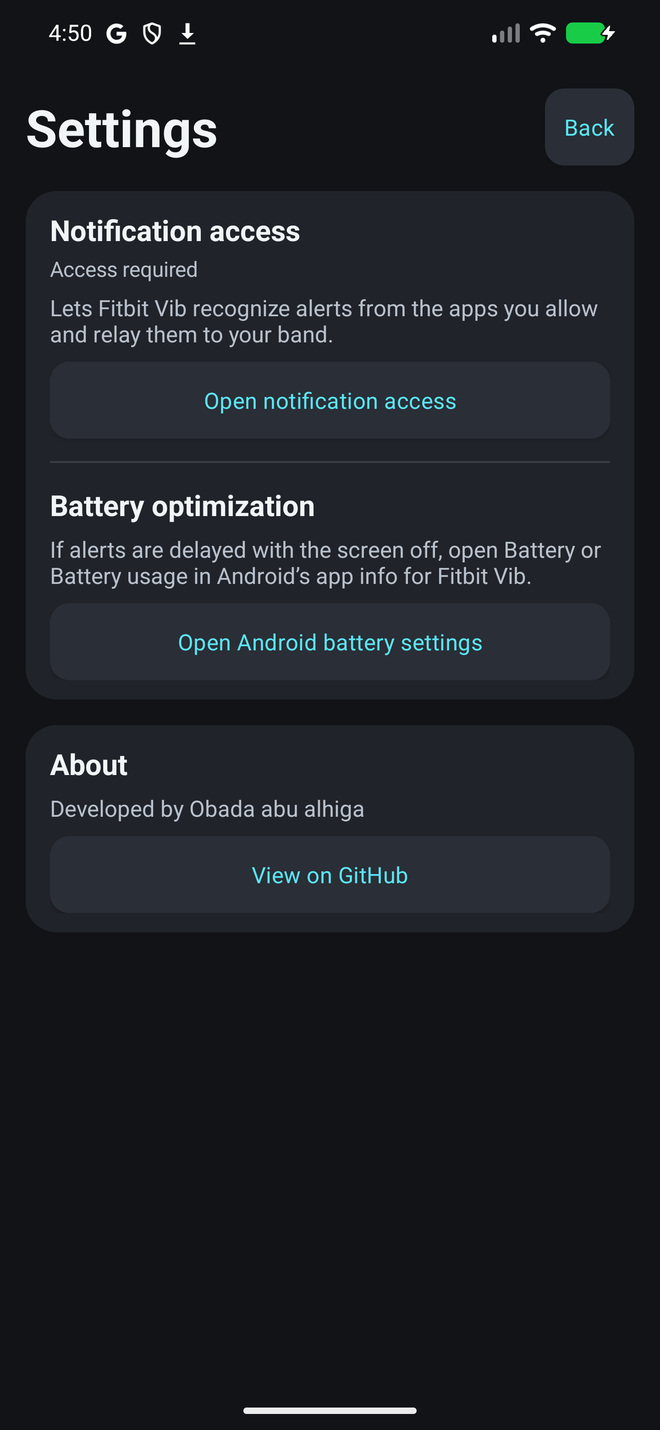 4:50
Settings
Back
Notification access
Access required
Lets Fitbit Vib recognize alerts from the apps you allow
and relay them to your band.
Open notification access
Battery optimization
If alerts are delayed with the screen off, open Battery or
Battery usage in Android’s app info for Fitbit Vib.
Open Android battery settings
About
Developed by Obada abu alhiga
View on GitHub